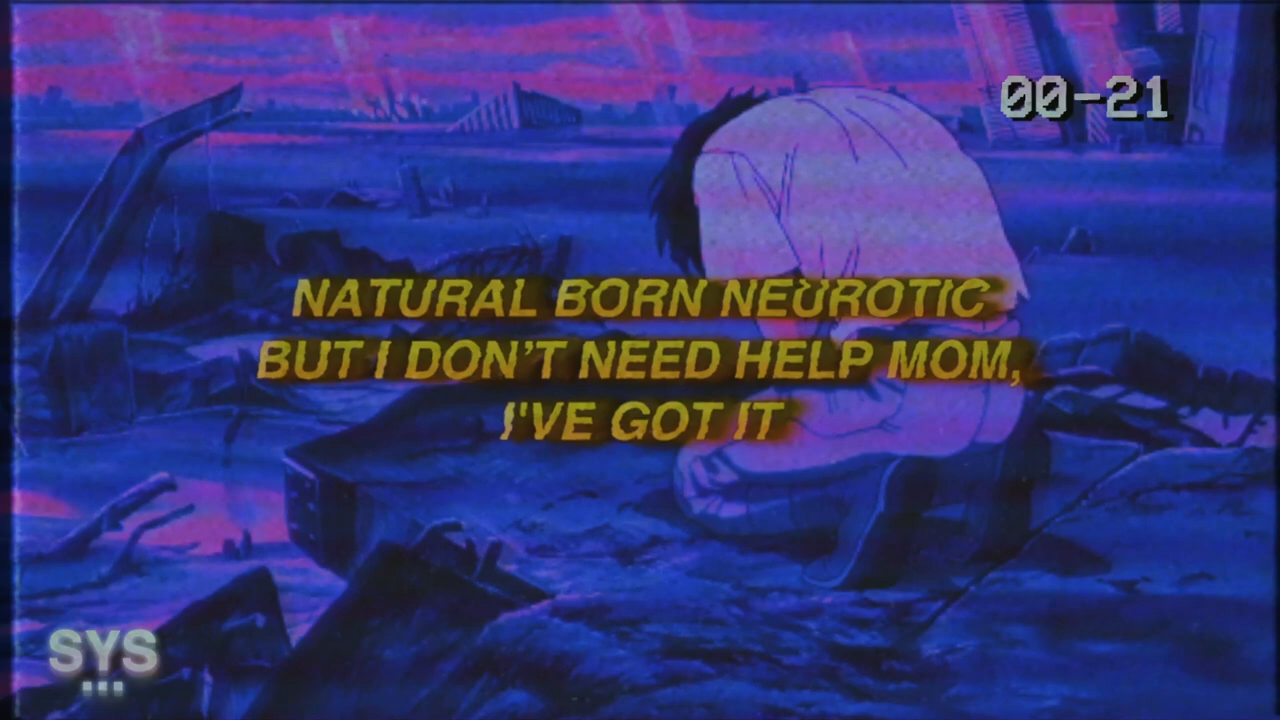 00-21
NATURAL BORN NEUROTIC
BUT I DON’T NEED HELP MOM,
I'VE GOT IT
SYS
...